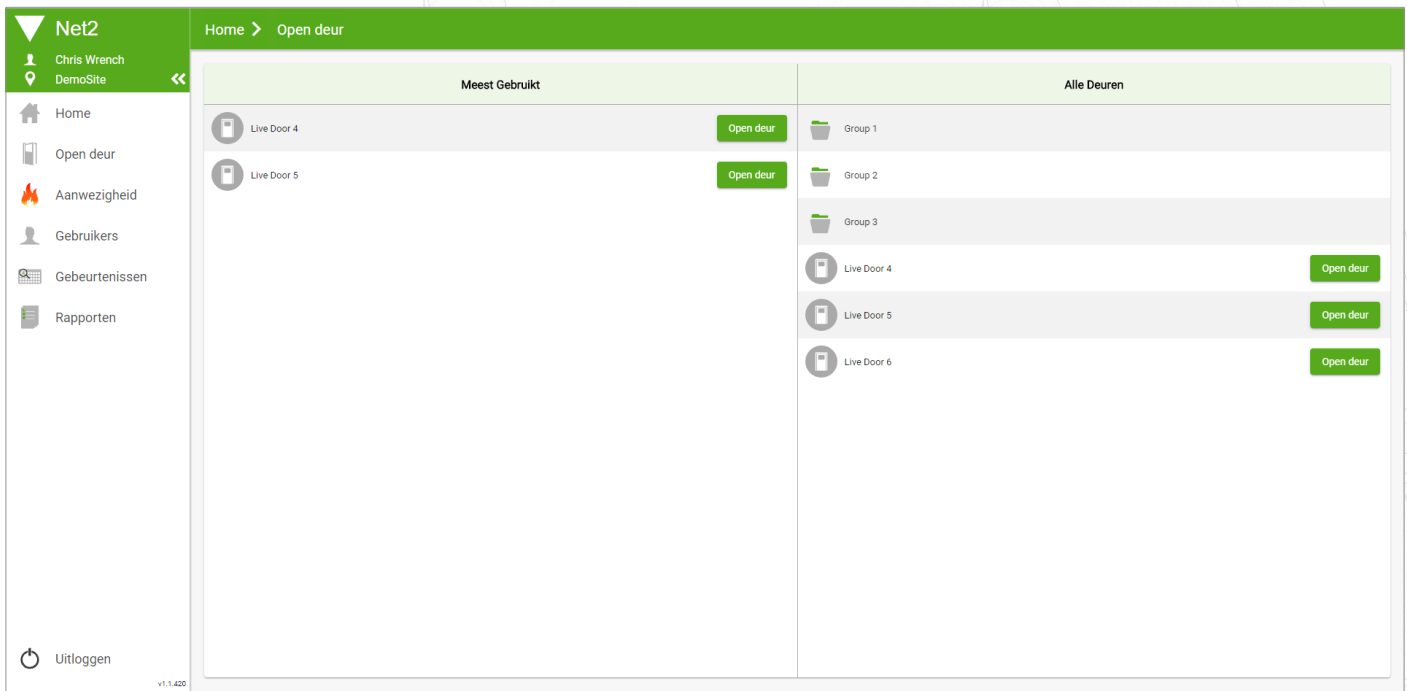 Net2
Chris Wrench
DemoSite
Home
Open deur
Aanwezigheid
Gebruikers
Gebeurtenissen
Rapporten
Uitloggen
v1.1.420
Home Open deur
Meest Gebruikt
Live Door 4 Open deur
Live Door 5 Open deur
Alle Deuren
Group 1
Group 2
Group 3
Live Door 4 Open deur
Live Door 5 Open deur
Live Door 6 Open deur